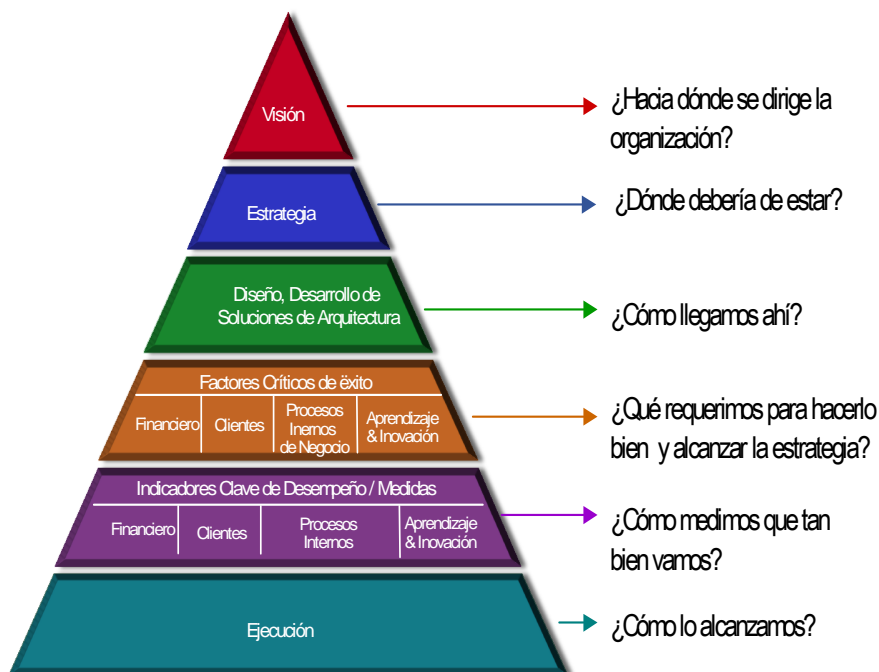 Visión
¿Hacia dónde se dirige la
organización?
Estrategia
¿Dónde debería de estar?
Diseño, Desarrollo de
Soluciones de Arquitectura
¿Cómo llegamos ahí?
Factores Críticos de ëxito
Financiero
Clientes
Procesos
Inernos
de Negocio
Aprendizaje
& Inovación
¿Qué requerimos para hacerlo
bien y alcanzar la estrategia?
Indicadores Clave de Desempeño / Medidas
Financiero
Clientes
Procesos
Internos
Aprendizaje
& Inovación
¿Cómo medimos que tan
bien vamos?
Ejecución
¿Cómo lo alcanzamos?